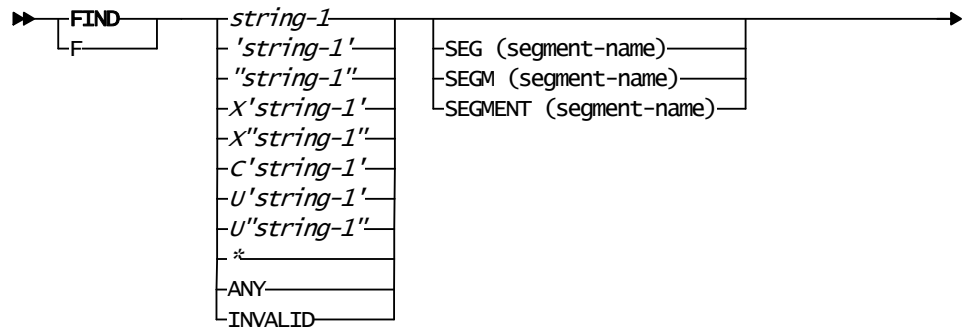 FIND string-1
F 'string-1' SEG (segment-name)
"string-1" SEGM (segment-name)
X'string-1' SEGMENT (segment-name)
X"string-1"
C'string-1'
U'string-1'
U"string-1"
*
ANY
INVALID